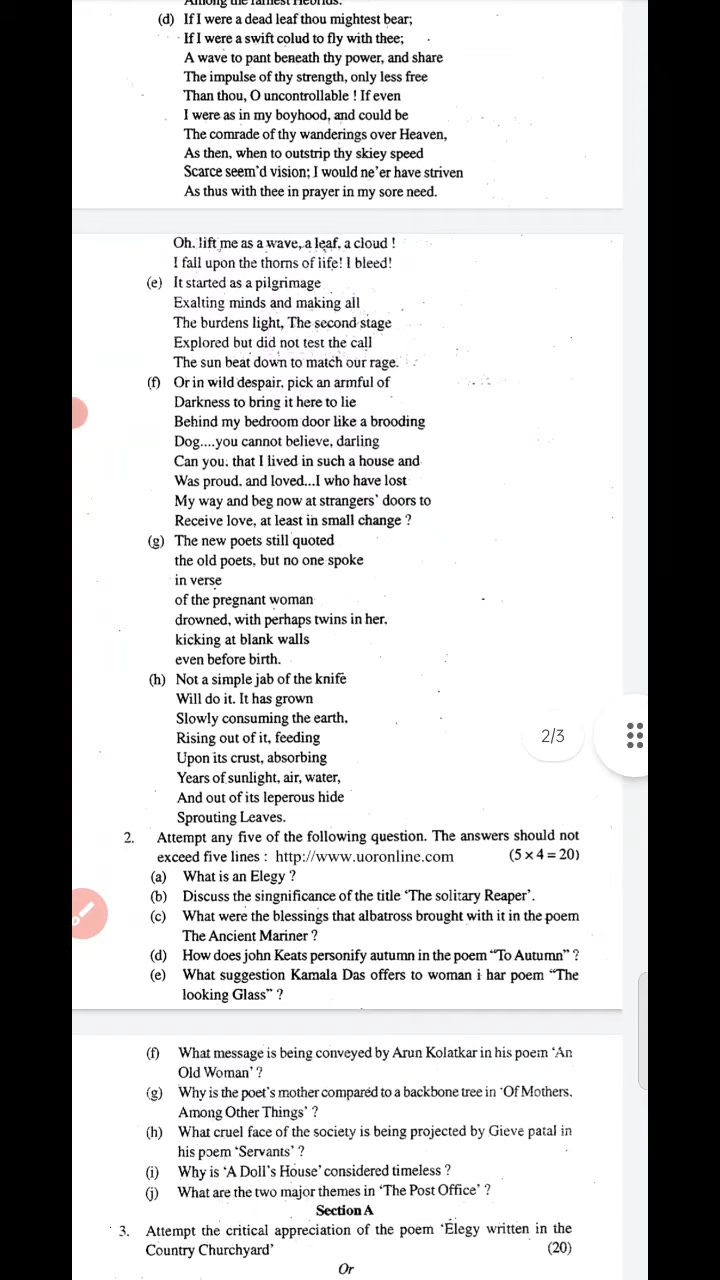 Among the farthest Hebrids.
(d) If I were a dead leaf thou mightest bear;
If I were a swift colud to fly with thee;
A wave to pant beneath thy power, and share
The impulse of thy strength, only less free
Than thou, O uncontrollable ! If even
I were as in my boyhood, and could be
The comrade of thy wanderings over Heaven,
As then, when to outstrip thy skiey speed
Scarce seem'd vision; I would ne'er have striven
As thus with thee in prayer in my sore need.
Oh. lift me as a wave, a leaf, a cloud !
I fall upon the thorns of life! I bleed!
(e) It started as a pilgrimage
Exalting minds and making all
The burdens light, The second stage
Explored but did not test the call
The sun beat down to match our rage.
(f) Or in wild despair, pick an armful of
Darkness to bring it here to lie
Behind my bedroom door like a brooding
Dog....you cannot believe, darling
Can you, that I lived in such a house and
Was proud, and loved...I who have lost
My way and beg now at strangers' doors to
Receive love, at least in small change ?
(g) The new poets still quoted
the old poets, but no one spoke
in verse
of the pregnant woman
drowned, with perhaps twins in her,
kicking at blank walls
even before birth.
(h) Not a simple jab of the knife
Will do it. It has grown
Slowly consuming the earth,
Rising out of it, feeding
Upon its crust, absorbing
Years of sunlight, air, water,
And out of its leperous hide
Sprouting Leaves.
2/3
2. Attempt any five of the following question. The answers should not
exceed five lines : http://www.uoronline.com (5 x 4 = 20)
(a) What is an Elegy ?
(b) Discuss the singnificance of the title 'The solitary Reaper'.
(c) What were the blessings that albatross brought with it in the poem
The Ancient Mariner ?
(d) How does john Keats personify autumn in the poem "To Autumn" ?
(e) What suggestion Kamala Das offers to woman i har poem "The
looking Glass" ?
(f) What message is being conveyed by Arun Kolatkar in his poem 'An
Old Woman' ?
(g) Why is the poet's mother compared to a backbone tree in 'Of Mothers,
Among Other Things' ?
(h) What cruel face of the society is being projected by Gieve patal in
his poem 'Servants' ?
(i) Why is 'A Doll's House' considered timeless ?
(j) What are the two major themes in 'The Post Office' ?
Section A
3. Attempt the critical appreciation of the poem 'Elegy written in the
Country Churchyard' (20)
Or